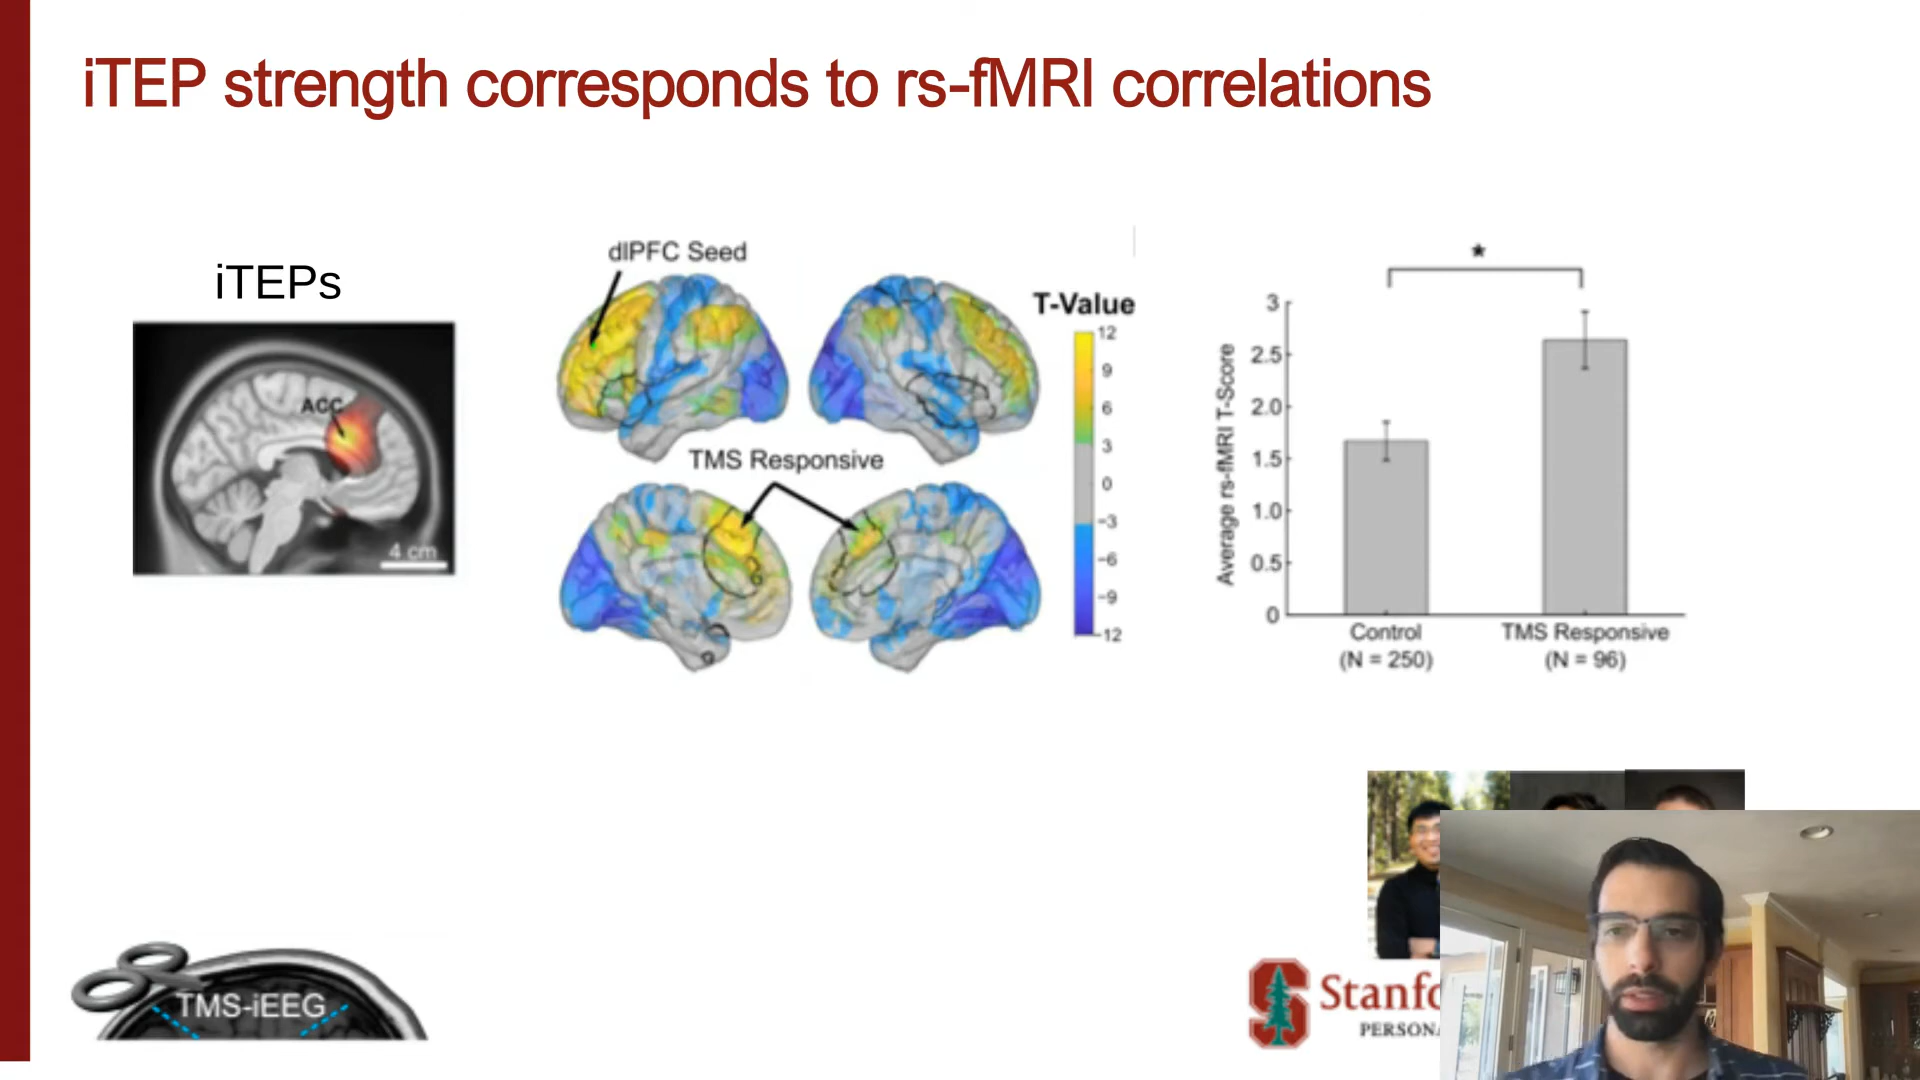 iTEP strength corresponds to rs-fMRI correlations
iTEPs
ACC
4 cm
dlPFC Seed
TMS Responsive
T-Value
12
9
6
3
0
-3
-6
-9
-12
*
Average rs-fMRI T-Score
3
2.5
2.0
1.5
1.0
0.5
0
Control
(N = 250)
TMS Responsive
(N = 96)
TMS-iEEG
Stanfo
PERSONA